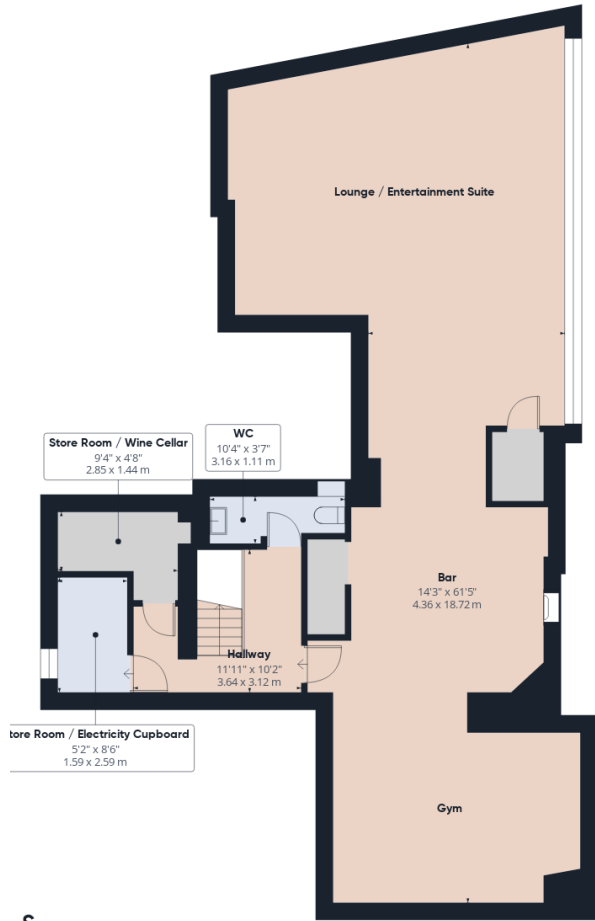 Lounge / Entertainment Suite
Store Room / Wine Cellar
9'4" x 4'8"
2.85 x 1.44 m
WC
10'4" x 3'7"
3.16 x 1.11 m
Bar
14'3" x 61'5"
4.36 x 18.72 m
Hallway
11'11" x 10'2"
3.64 x 3.12 m
tore Room / Electricity Cupboard
5'2" x 8'6"
1.59 x 2.59 m
Gym